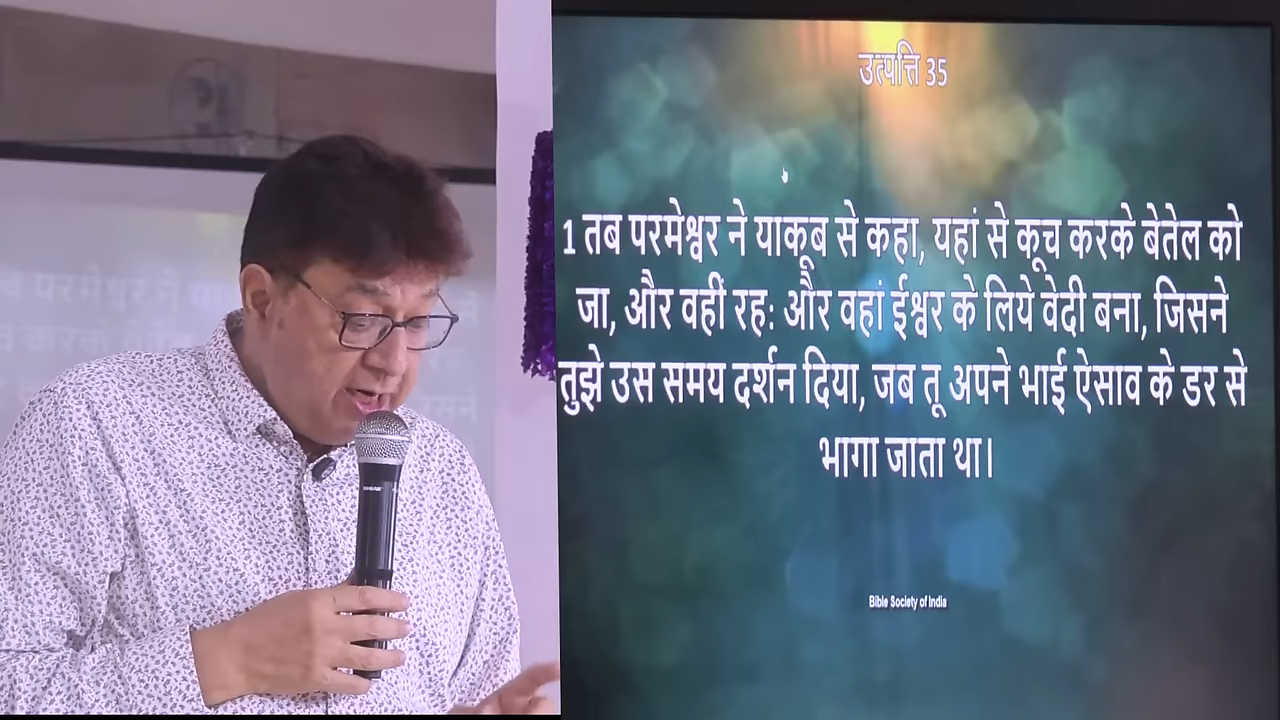 उत्पत्ति 35
1 तब परमेश्वर ने याकूब से कहा, यहां से कूच करके बेतेल को
जा, और वहीं रह: और वहां ईश्वर के लिये वेदी बना, जिसने
तुझे उस समय दर्शन दिया, जब तू अपने भाई ऐसाव के डर से
भागा जाता था।
Bible Society of India